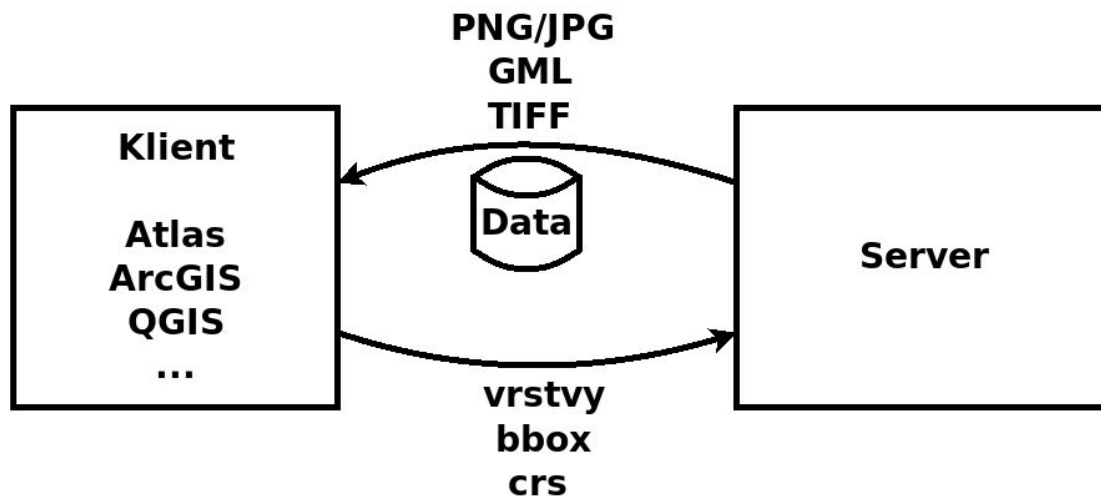 PNG/JPG
GML
TIFF
Klient
Atlas
ArcGIS
QGIS
...
Data
Server
vrstvy
bbox
crs